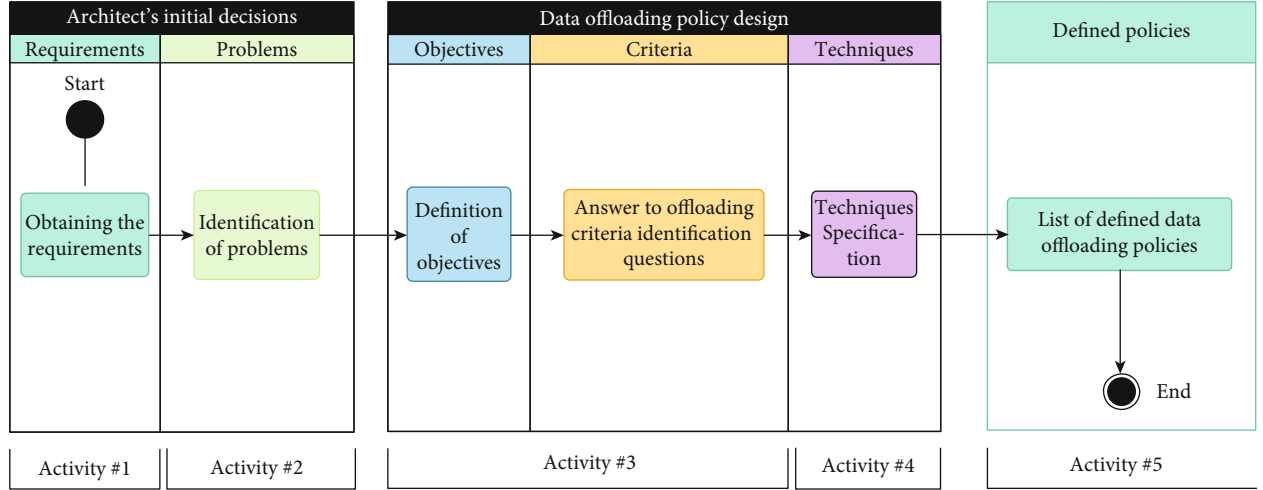 Architect's initial decisions
Data offloading policy design
Defined policies
Requirements
Problems
Objectives
Criteria
Techniques
Start
Obtaining the
requirements
Identification
of problems
Definition
of
objectives
Answer to offloading
criteria identification
questions
Techniques
Specifica-
tion
List of defined data
offloading policies
End
Activity #1
Activity #2
Activity #3
Activity #4
Activity #5